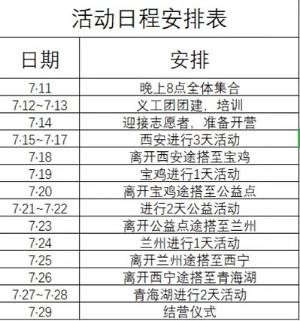 活动日程安排表
日期 安排
7·11 晚上8点全体集合
7·12~7·13 义工团团建，培训
7·14 迎接志愿者，准备开营
7·15~7·17 西安进行3天活动
7·18 离开西安途搭至宝鸡
7·19 宝鸡进行1天活动
7·20 离开宝鸡途搭至公益点
7·21~7·22 进行2天公益活动
7·23 离开公益点途搭至兰州
7·24 兰州进行1天活动
7·25 离开兰州途搭至西宁
7·26 离开西宁途搭至青海湖
7·27~7·28 青海湖进行2天活动
7·29 结营仪式